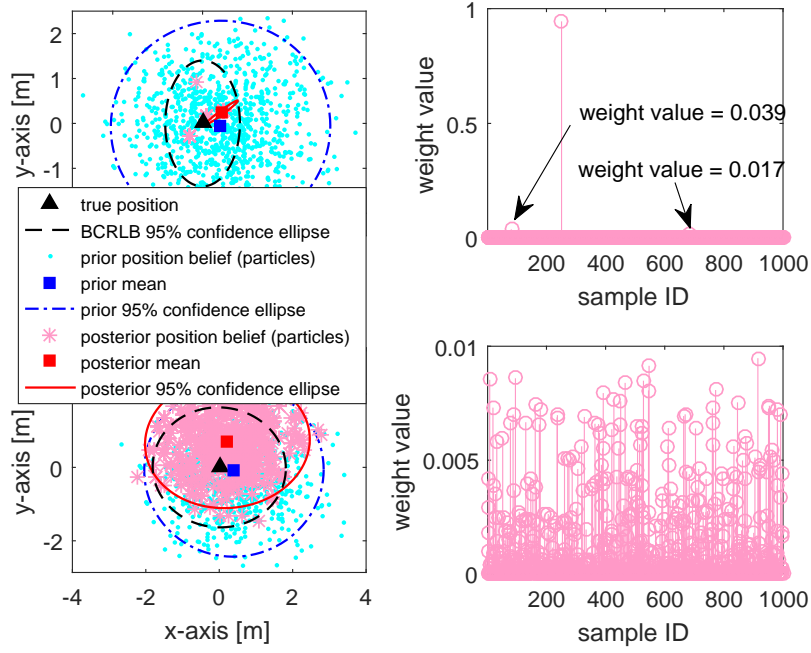 2
1
0
-1
y-axis [m]
true position
BCRLB 95% confidence ellipse
prior position belief (particles)
prior mean
prior 95% confidence ellipse
posterior position belief (particles)
posterior mean
posterior 95% confidence ellipse
0
-2
y-axis [m]
-4
-2
0
2
4
x-axis [m]
1
0.5
0
weight value
weight value = 0.039
weight value = 0.017
200
400
600
800
1000
sample ID
0.01
0.005
0
weight value
200
400
600
800
1000
sample ID